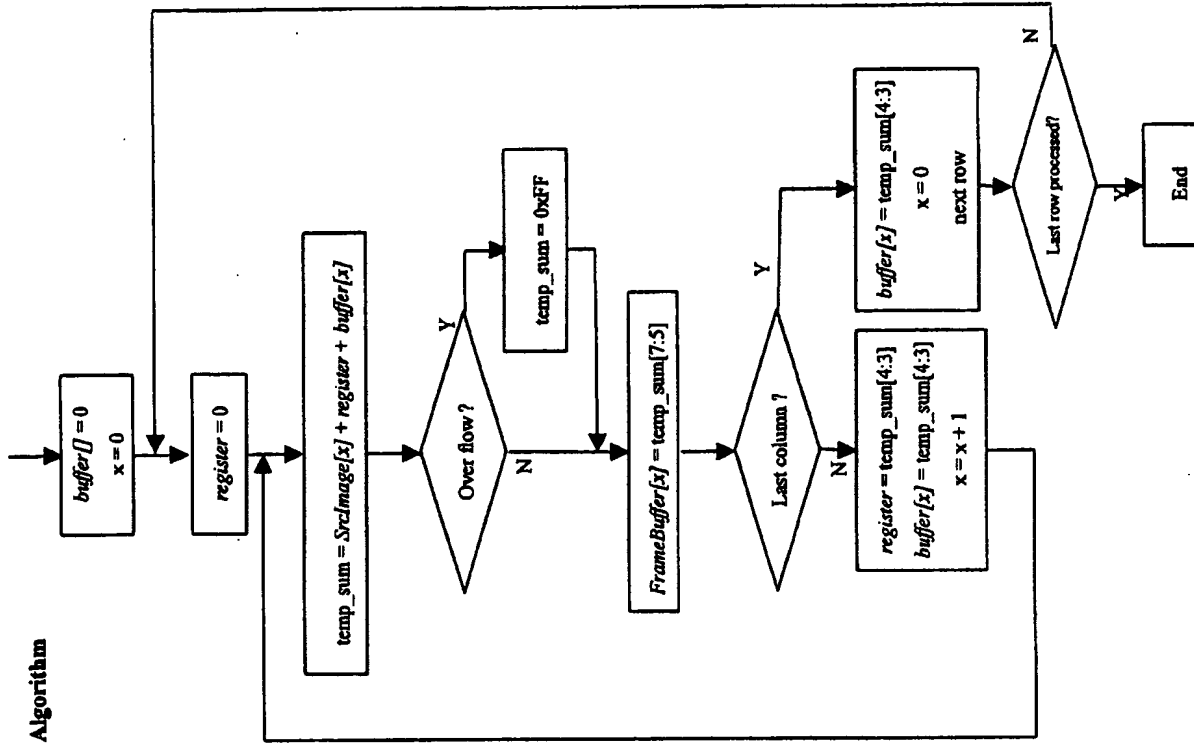 Algorithm
buffer[] = 0
x = 0
register = 0
temp_sum = SrcImage[x] + register + buffer[x]
Over flow ?
Y
temp_sum = 0xFF
N
FrameBuffer[x] = temp_sum[7:5]
Last column ?
Y
N
register = temp_sum[4:3]
buffer[x] = temp_sum[4:3]
x = x + 1
buffer[x] = temp_sum[4:3]
x = 0
next row
Last row processed?
N
Y
End